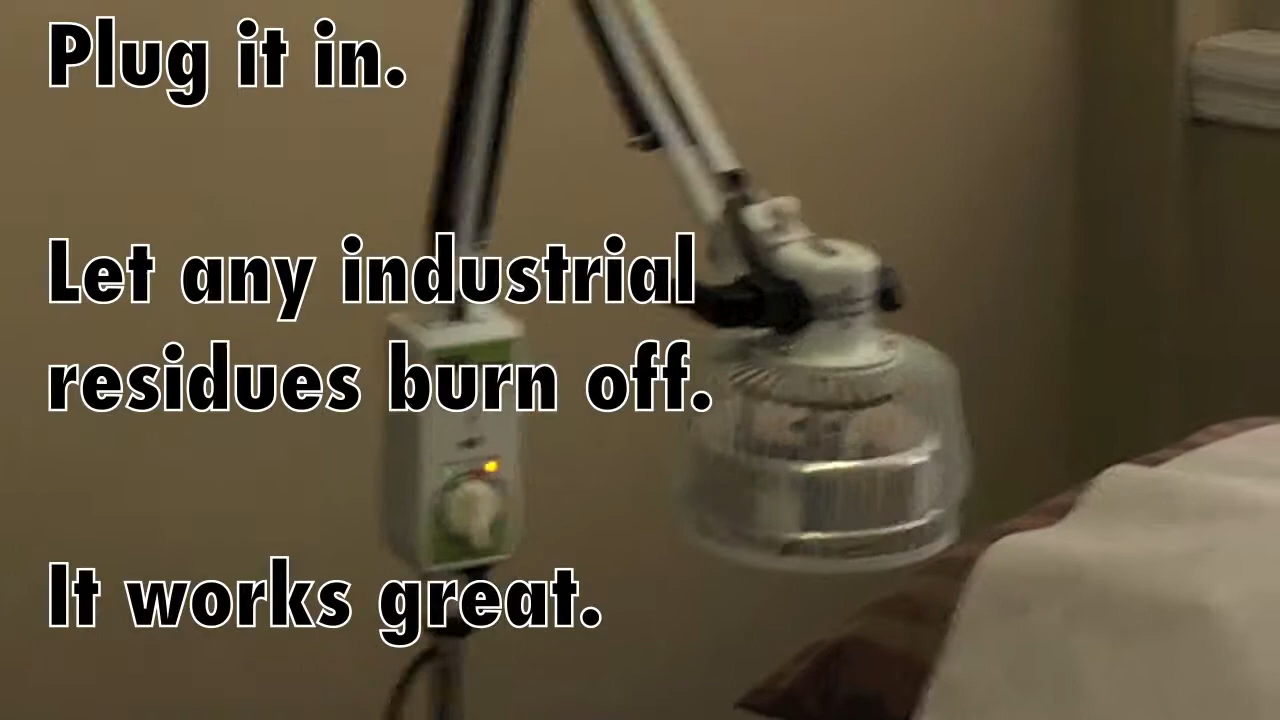 Plug it in.
Let any industrial
residues burn off.
It works great.